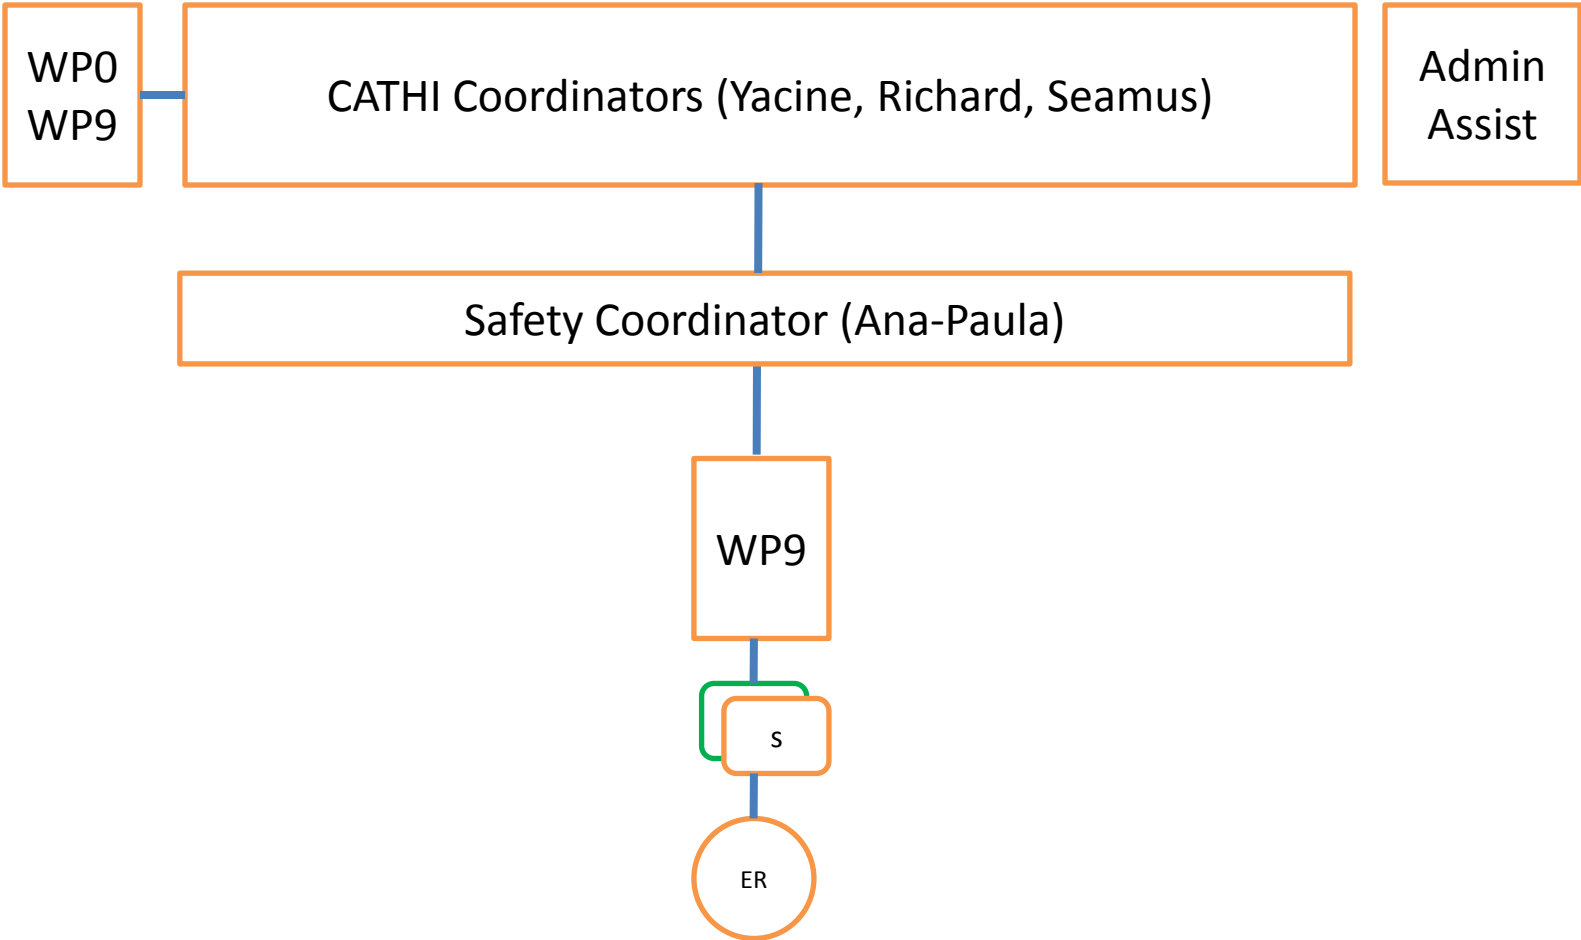 WP0
WP9
CATHI Coordinators (Yacine, Richard, Seamus)
Admin
Assist
Safety Coordinator (Ana-Paula)
WP9
s
ER